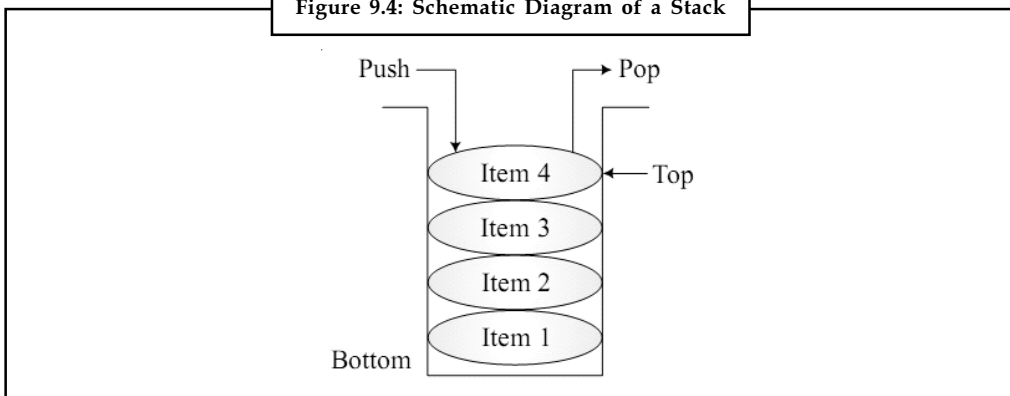 Figure 9.4: Schematic Diagram of a Stack
Push
Pop
Item 4
Top
Item 3
Item 2
Item 1
Bottom